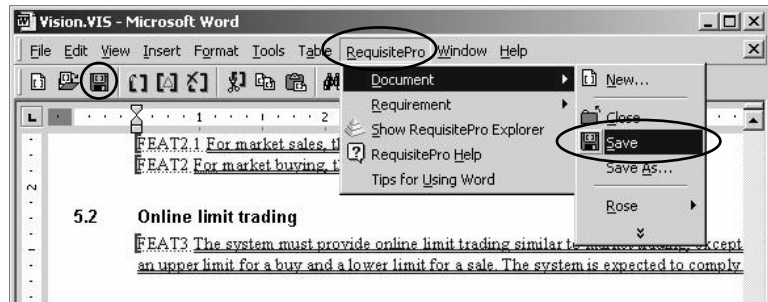 Vision.VIS - Microsoft Word
File Edit View Insert Format Tools Table RequisitePro Window Help
Document
Requirement
Show RequisitePro Explorer
RequisitePro Help
Tips for Using Word
New...
Close
Save
Save As...
Rose
L 1 2
2
FEAT2.1 For market sales, t
FEAT2 For market buying, t
5.2 Online limit trading
FEAT3 The system must provide online limit trading similar to market trading, except
an upper limit for a buy and a lower limit for a sale. The system is expected to comply